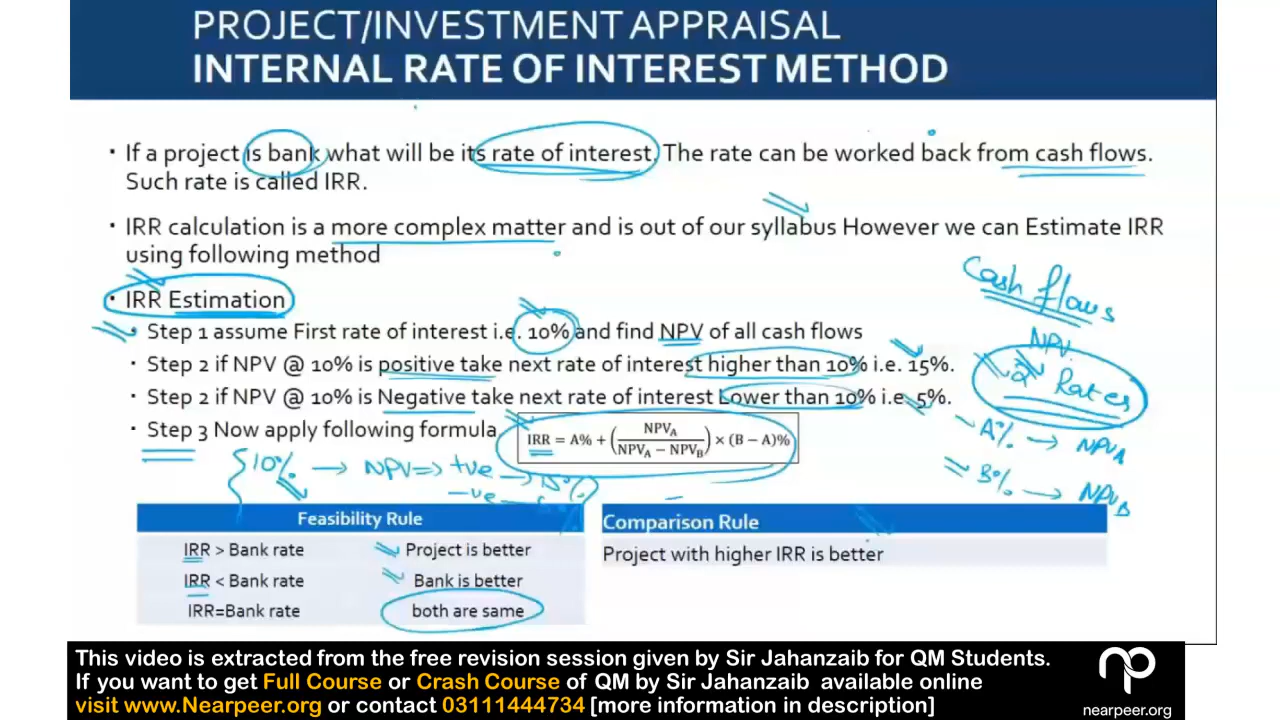 PROJECT/INVESTMENT APPRAISAL
INTERNAL RATE OF INTEREST METHOD
• If a project is bank what will be its rate of interest. The rate can be worked back from cash flows.
Such rate is called IRR.
• IRR calculation is a more complex matter and is out of our syllabus However we can Estimate IRR
using following method
• IRR Estimation
• Step 1 assume First rate of interest i.e. 10% and find NPV of all cash flows
• Step 2 if NPV @ 10% is positive take next rate of interest higher than 10% i.e. 15%.
• Step 2 if NPV @ 10% is Negative take next rate of interest Lower than 10% i.e 5%.
• Step 3 Now apply following formula
IRR = A% + (NPV_A / (NPV_A − NPV_B)) × (B − A)%
Cash flows
NPV
2 Rates
A% → NPV_A
B% → NPV_B
10% → NPV ⇒ +ve → 15%
-ve
Feasibility Rule
IRR > Bank rate Project is better
IRR < Bank rate Bank is better
IRR=Bank rate both are same
Comparison Rule
Project with higher IRR is better
This video is extracted from the free revision session given by Sir Jahanzaib for QM Students.
If you want to get Full Course or Crash Course of QM by Sir Jahanzaib available online
visit www.Nearpeer.org or contact 03111444734 [more information in description]
nearpeer.org